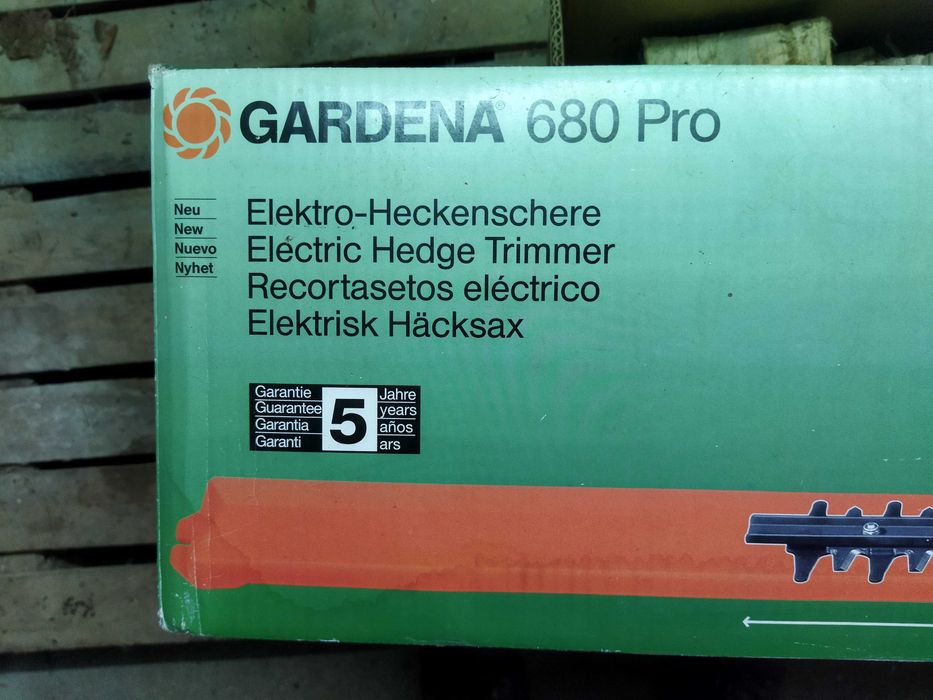 GARDENA® 680 Pro
Neu
New
Nuevo
Nyhet
Elektro-Heckenschere
Electric Hedge Trimmer
Recortasetos eléctrico
Elektrisk Häcksax
Garantie 5 Jahre
Guarantee years
Garantia años
Garanti ars